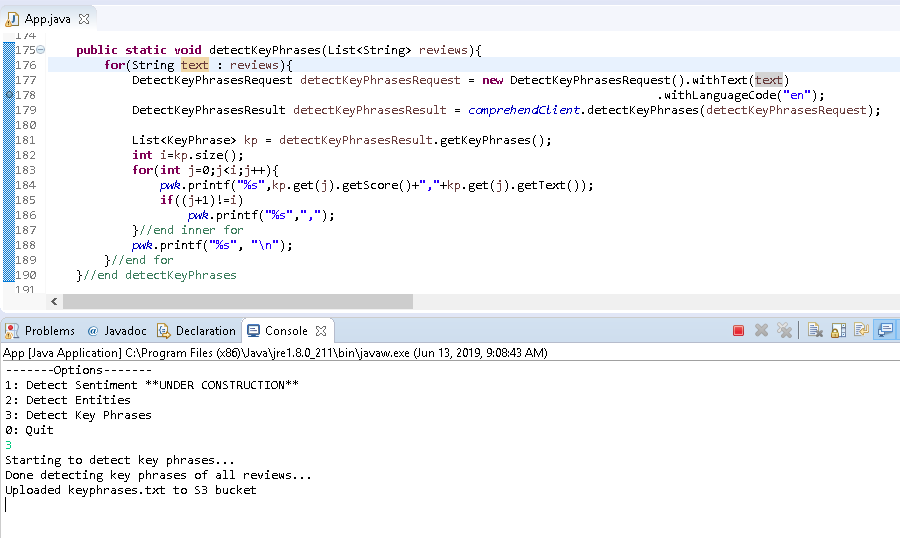 App.java
174
175 public static void detectKeyPhrases(List<String> reviews){
176 for(String text : reviews){
177 DetectKeyPhrasesRequest detectKeyPhrasesRequest = new DetectKeyPhrasesRequest().withText(text)
178 .withLanguageCode("en");
179 DetectKeyPhrasesResult detectKeyPhrasesResult = comprehendClient.detectKeyPhrases(detectKeyPhrasesRequest);
180
181 List<KeyPhrase> kp = detectKeyPhrasesResult.getKeyPhrases();
182 int i=kp.size();
183 for(int j=0;j<i;j++){
184 pwk.printf("%s",kp.get(j).getScore()+","+kp.get(j).getText());
185 if((j+1)!=i)
186 pwk.printf("%s",",");
187 }//end inner for
188 pwk.printf("%s", "\n");
189 }//end for
190 }//end detectKeyPhrases
191
Problems @ Javadoc Declaration Console
App [Java Application] C:\Program Files (x86)\Java\jre1.8.0_211\bin\javaw.exe (Jun 13, 2019, 9:08:43 AM)
-------Options-------
1: Detect Sentiment **UNDER CONSTRUCTION**
2: Detect Entities
3: Detect Key Phrases
0: Quit
3
Starting to detect key phrases...
Done detecting key phrases of all reviews...
Uploaded keyphrases.txt to S3 bucket